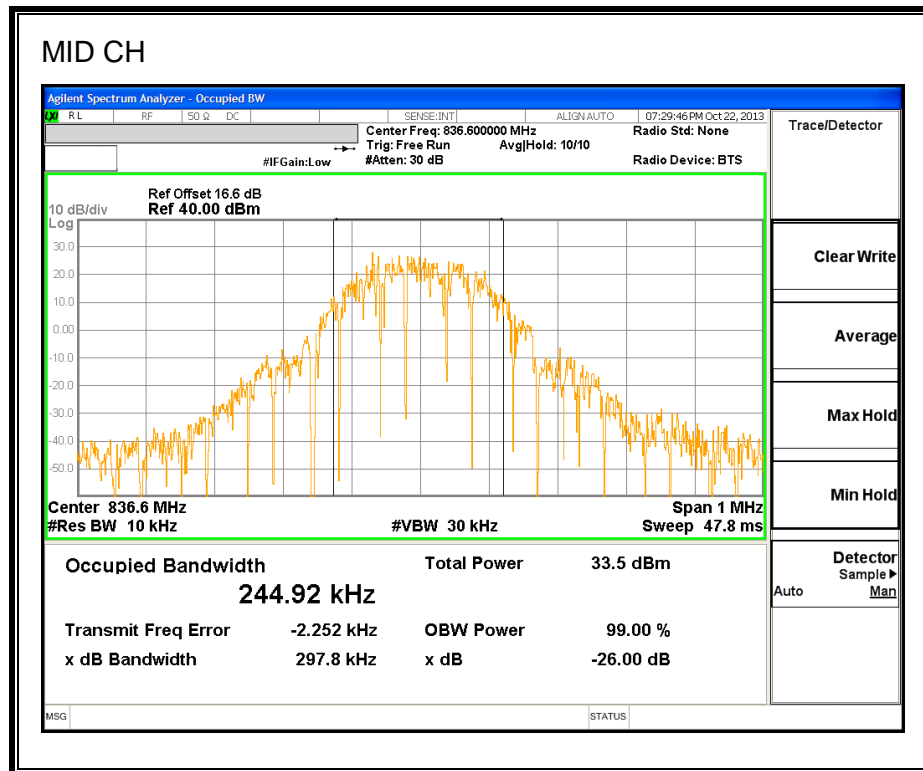 MID CH
Agilent Spectrum Analyzer - Occupied BW
LXI RL RF 50 Ω DC SENSE:INT ALIGN AUTO 07:29:46 PM Oct 22, 2013
Center Freq: 836.600000 MHz Radio Std: None
Trig: Free Run Avg|Hold: 10/10
#IFGain:Low #Atten: 30 dB Radio Device: BTS
Trace/Detector
Ref Offset 16.6 dB
10 dB/div Ref 40.00 dBm
Log
30.0
20.0
10.0
0.00
-10.0
-20.0
-30.0
-40.0
-50.0
Center 836.6 MHz Span 1 MHz
#Res BW 10 kHz #VBW 30 kHz Sweep 47.8 ms
Clear Write
Average
Max Hold
Min Hold
Detector
Sample▶
Auto Man
Occupied Bandwidth Total Power 33.5 dBm
244.92 kHz
Transmit Freq Error -2.252 kHz OBW Power 99.00 %
x dB Bandwidth 297.8 kHz x dB -26.00 dB
MSG STATUS